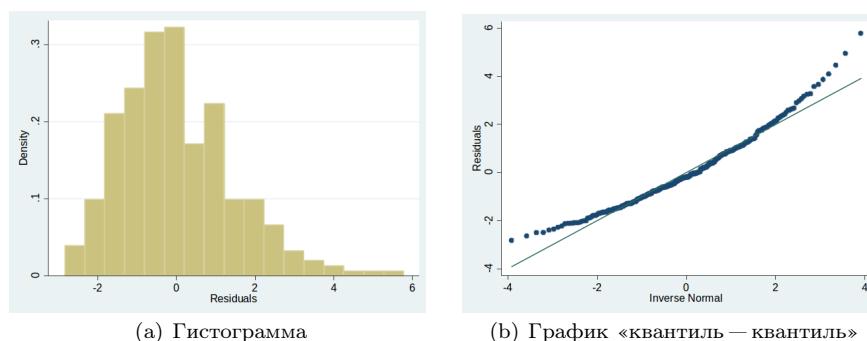 Density
0 .1 .2 .3
-2 0 2 4 6
Residuals
(a) Гистограмма
Residuals
-4 -2 0 2 4 6
-4 -2 0 2 4
Inverse Normal
(b) График «квантиль — квантиль»